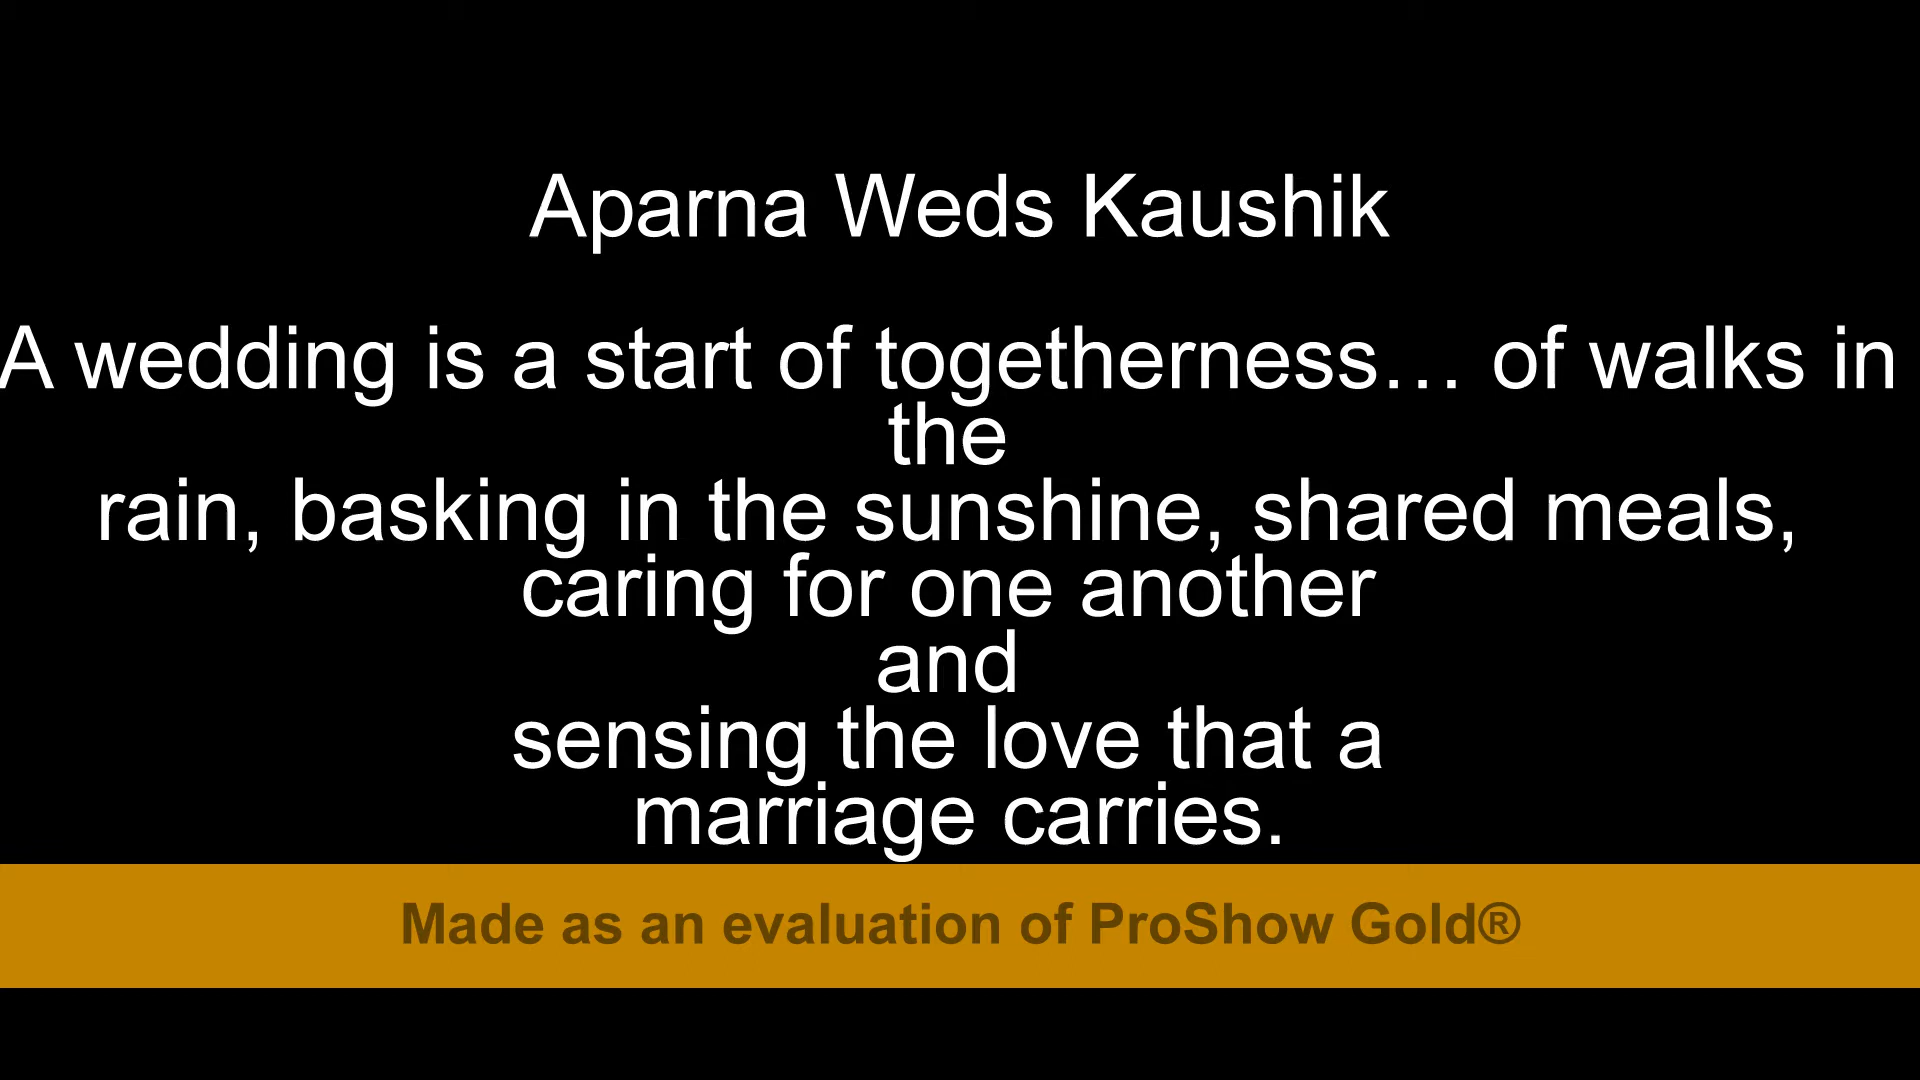 Aparna Weds Kaushik
A wedding is a start of togetherness… of walks in
the
rain, basking in the sunshine, shared meals,
caring for one another
and
sensing the love that a
marriage carries.
Made as an evaluation of ProShow Gold®